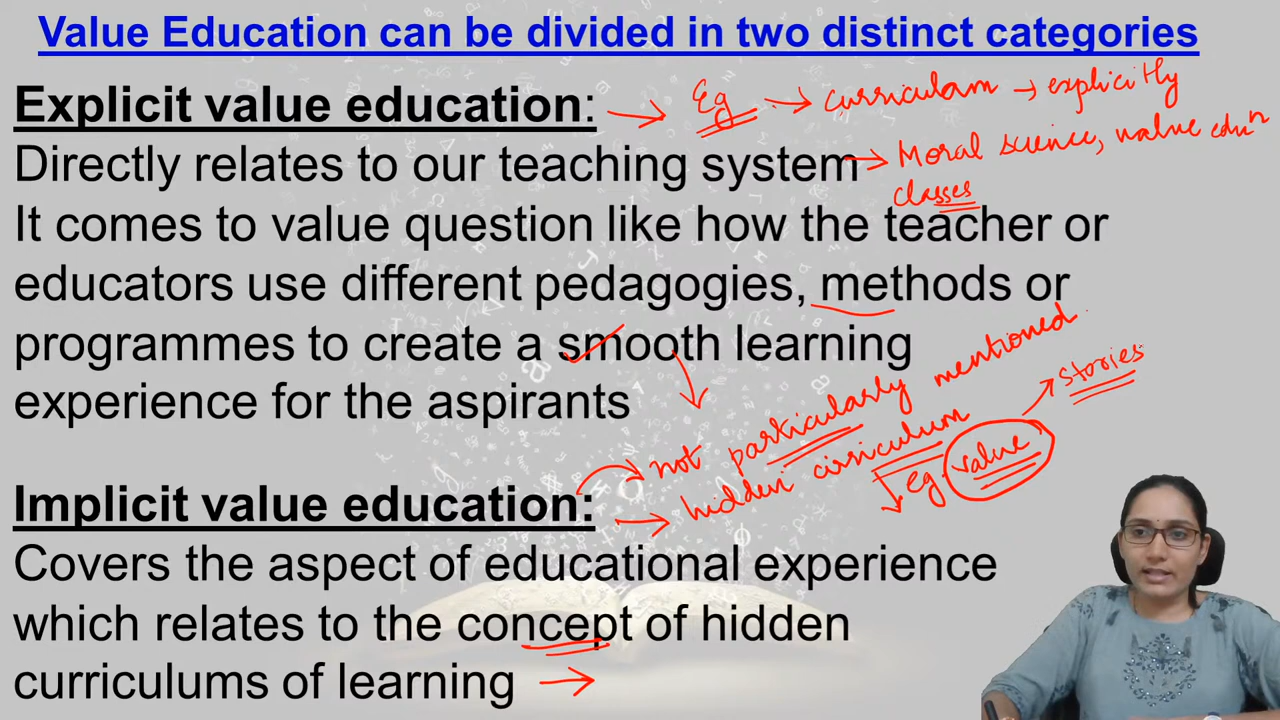 Value Education can be divided in two distinct categories
Explicit value education: → Eg → curriculam → explicitly
Directly relates to our teaching system → Moral science, value eduⁿ
classes
It comes to value question like how the teacher or
educators use different pedagogies, methods or
programmes to create a smooth learning
experience for the aspirants
not particularly mentioned
hidden cirriculum
eg. value → stories
Implicit value education:
Covers the aspect of educational experience
which relates to the concept of hidden
curriculums of learning →